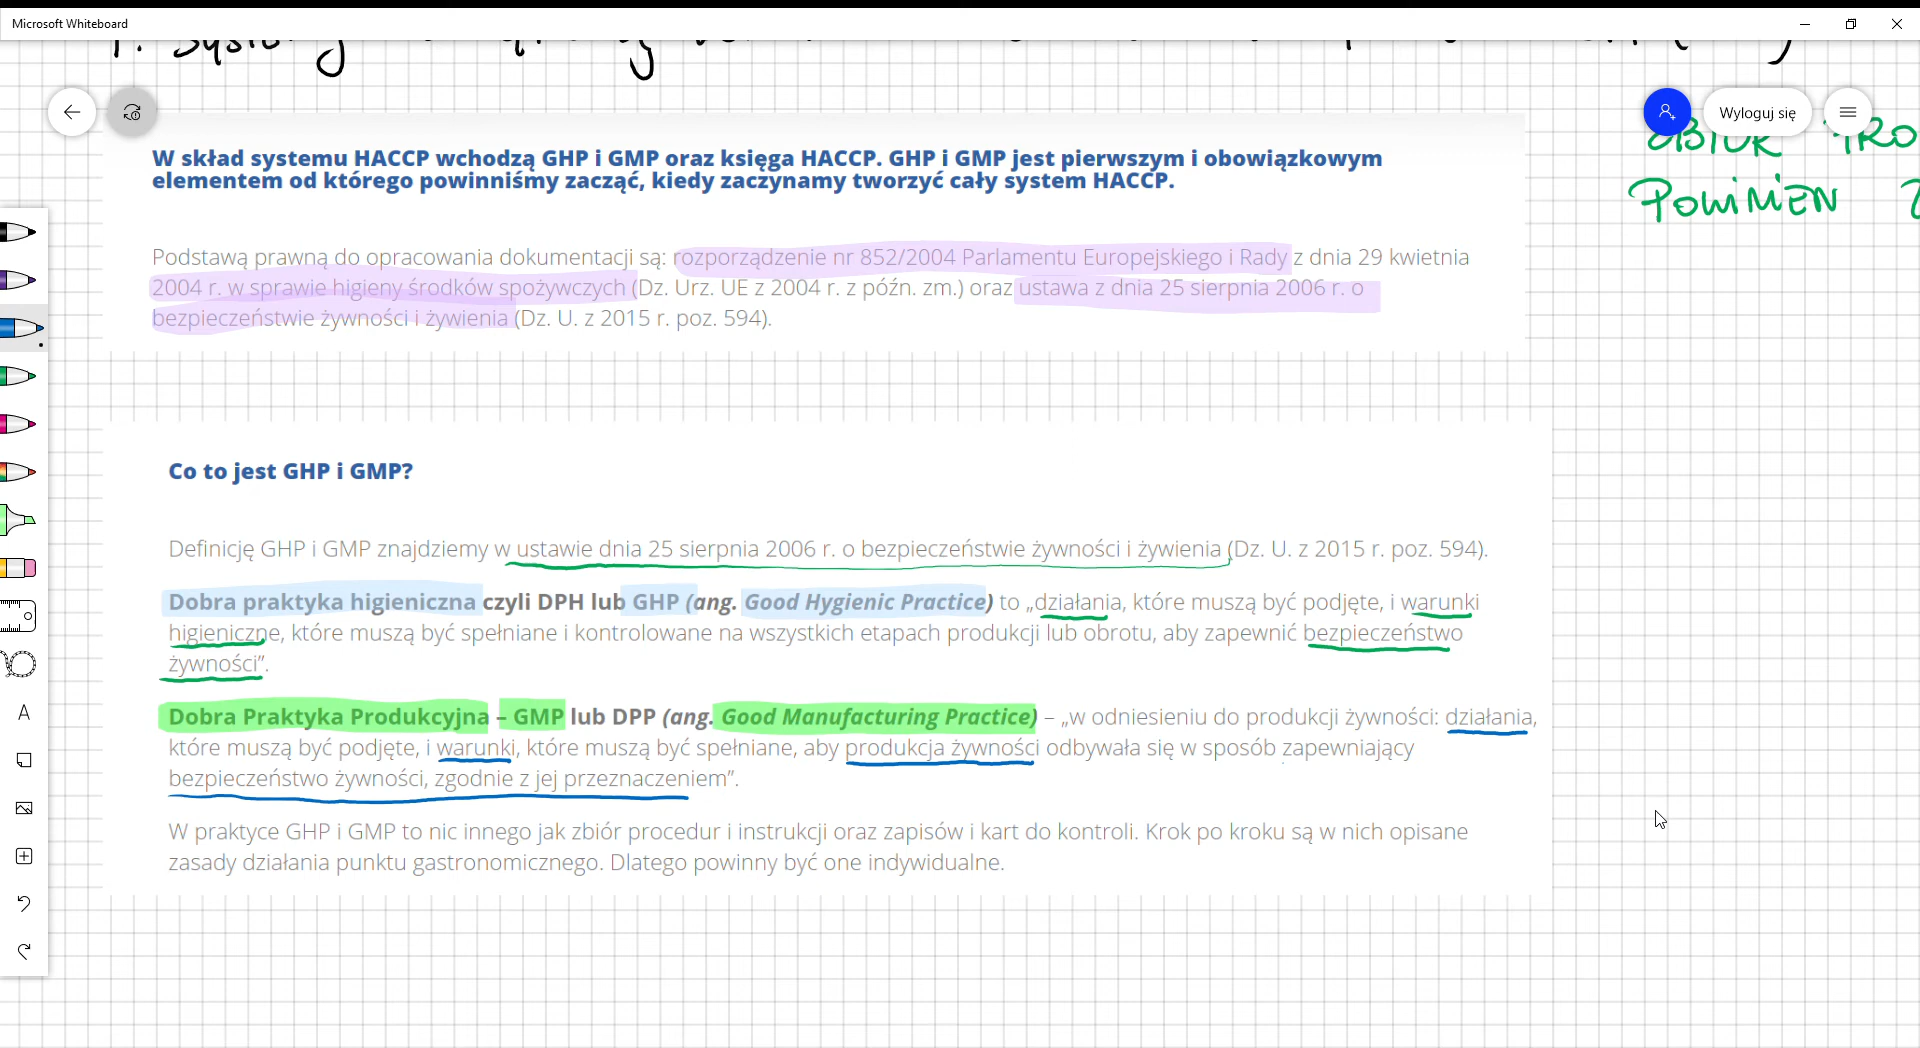 Microsoft Whiteboard
Wyloguj się
W skład systemu HACCP wchodzą GHP i GMP oraz księga HACCP. GHP i GMP jest pierwszym i obowiązkowym
elementem od którego powinniśmy zacząć, kiedy zaczynamy tworzyć cały system HACCP.
POWINIEN
Podstawą prawną do opracowania dokumentacji są: rozporządzenie nr 852/2004 Parlamentu Europejskiego i Rady z dnia 29 kwietnia
2004 r. w sprawie higieny środków spożywczych (Dz. Urz. UE z 2004 r. z późn. zm.) oraz ustawa z dnia 25 sierpnia 2006 r. o
bezpieczeństwie żywności i żywienia (Dz. U. z 2015 r. poz. 594).
Co to jest GHP i GMP?
Definicję GHP i GMP znajdziemy w ustawie dnia 25 sierpnia 2006 r. o bezpieczeństwie żywności i żywienia (Dz. U. z 2015 r. poz. 594).
Dobra praktyka higieniczna czyli DPH lub GHP (ang. Good Hygienic Practice) to „działania, które muszą być podjęte, i warunki
higieniczne, które muszą być spełniane i kontrolowane na wszystkich etapach produkcji lub obrotu, aby zapewnić bezpieczeństwo
żywności”.
Dobra Praktyka Produkcyjna – GMP lub DPP (ang. Good Manufacturing Practice) – „w odniesieniu do produkcji żywności: działania,
które muszą być podjęte, i warunki, które muszą być spełniane, aby produkcja żywności odbywała się w sposób zapewniający
bezpieczeństwo żywności, zgodnie z jej przeznaczeniem”.
W praktyce GHP i GMP to nic innego jak zbiór procedur i instrukcji oraz zapisów i kart do kontroli. Krok po kroku są w nich opisane
zasady działania punktu gastronomicznego. Dlatego powinny być one indywidualne.